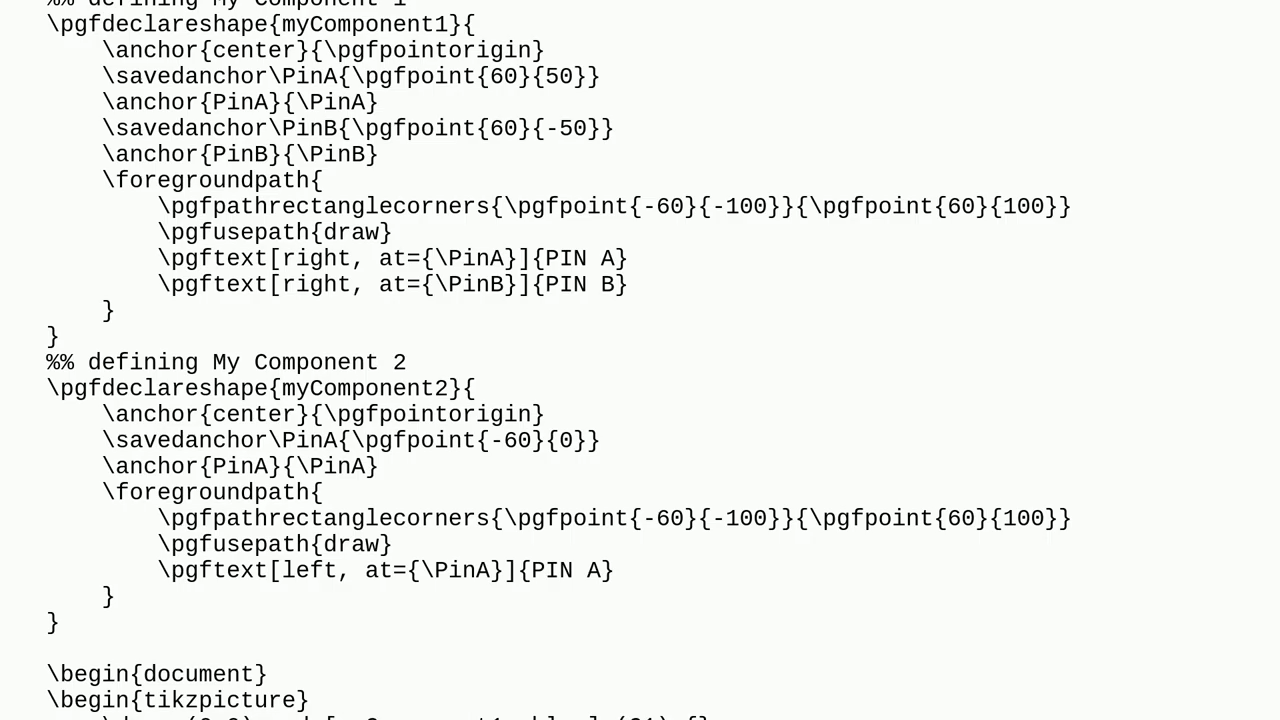 %% defining My Component 1
\pgfdeclareshape{myComponent1}{
    \anchor{center}{\pgfpointorigin}
    \savedanchor\PinA{\pgfpoint{60}{50}}
    \anchor{PinA}{\PinA}
    \savedanchor\PinB{\pgfpoint{60}{-50}}
    \anchor{PinB}{\PinB}
    \foregroundpath{
        \pgfpathrectanglecorners{\pgfpoint{-60}{-100}}{\pgfpoint{60}{100}}
        \pgfusepath{draw}
        \pgftext[right, at={\PinA}]{PIN A}
        \pgftext[right, at={\PinB}]{PIN B}
    }
}
%% defining My Component 2
\pgfdeclareshape{myComponent2}{
    \anchor{center}{\pgfpointorigin}
    \savedanchor\PinA{\pgfpoint{-60}{0}}
    \anchor{PinA}{\PinA}
    \foregroundpath{
        \pgfpathrectanglecorners{\pgfpoint{-60}{-100}}{\pgfpoint{60}{100}}
        \pgfusepath{draw}
        \pgftext[left, at={\PinA}]{PIN A}
    }
}
\begin{document}
\begin{tikzpicture}